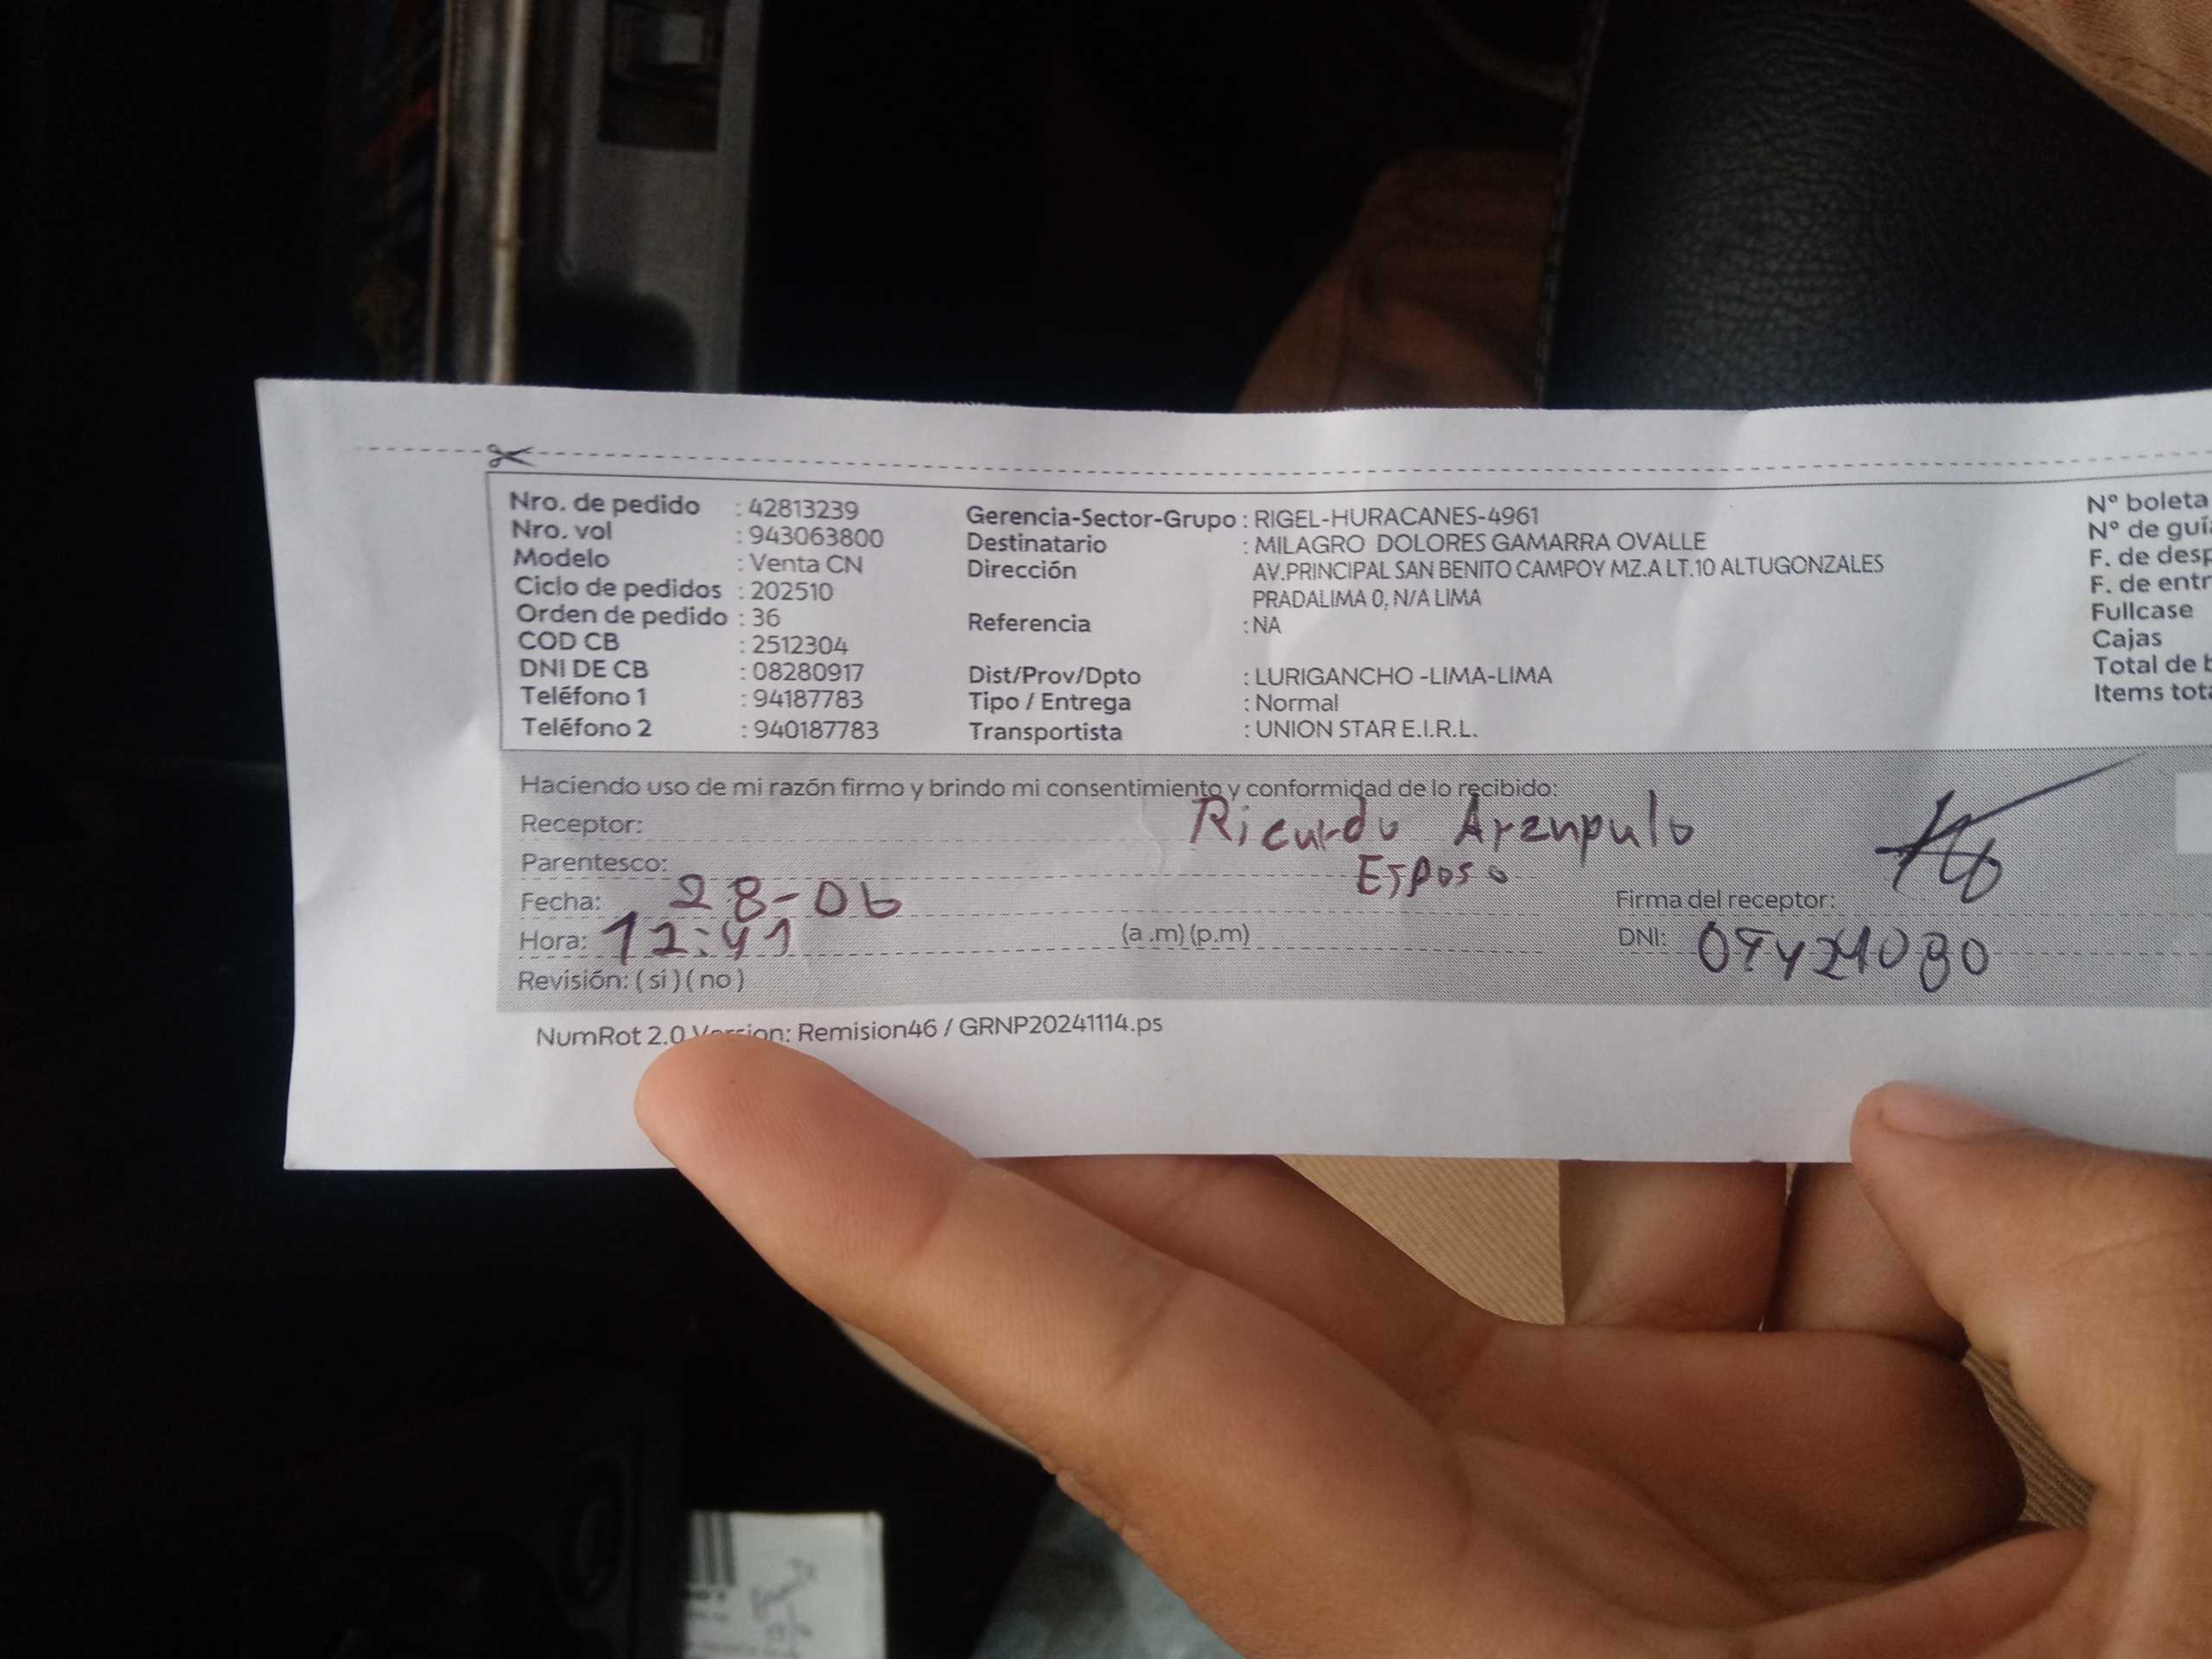 Nro. de pedido : 42813239
Nro. vol : 943063800
Modelo : Venta CN
Ciclo de pedidos : 202510
Orden de pedido : 36
COD CB : 2512304
DNI DE CB : 08280917
Teléfono 1 : 94187783
Teléfono 2 : 940187783
Gerencia-Sector-Grupo : RIGEL-HURACANES-4961
Destinatario : MILAGRO DOLORES GAMARRA OVALLE
Dirección AV.PRINCIPAL SAN BENITO CAMPOY MZ.A LT.10 ALTUGONZALES
PRADALIMA 0, N/A LIMA
Referencia : NA
Dist/Prov/Dpto : LURIGANCHO -LIMA-LIMA
Tipo / Entrega : Normal
Transportista : UNION STAR E.I.R.L.
N° boleta
N° de guí
F. de desp
F. de entr
Fullcase
Cajas
Total de b
Items tota
Haciendo uso de mi razón firmo y brindo mi consentimiento y conformidad de lo recibido:
Receptor: Ricardo
Parentesco: Esposo
Fecha: 28-06
Hora: 12:41 (a .m) (p.m)
Firma del receptor:
DNI:
Revisión: ( si ) ( no )
NumRot 2.0 Version: Remision46 / GRNP20241114.ps